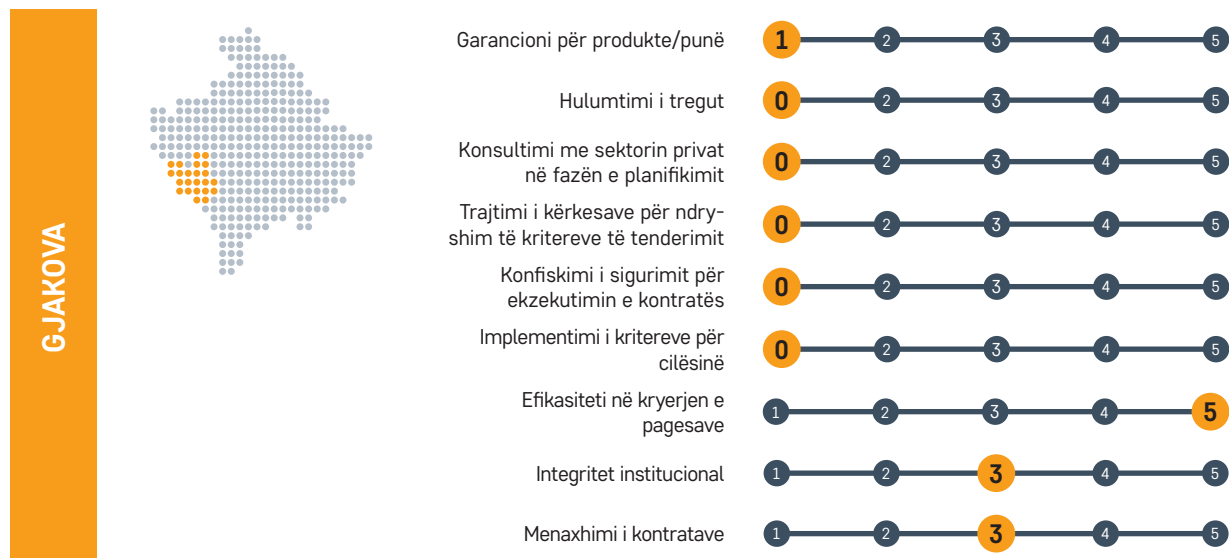 GJAKOVA
Garancioni për produkte/punë
1 2 3 4 5
Hulumtimi i tregut
0 2 3 4 5
Konsultimi me sektorin privat
në fazën e planifikimit
0 2 3 4 5
Trajtimi i kërkesave për ndry-
shim të kritereve të tenderimit
0 2 3 4 5
Konfiskimi i sigurimit për
ekzekutimin e kontratës
0 2 3 4 5
Implementimi i kritereve për
cilësinë
0 2 3 4 5
Efikasiteti në kryerjen e
pagesave
1 2 3 4 5
Integritet institucional
1 2 3 4 5
Menaxhimi i kontratave
1 2 3 4 5